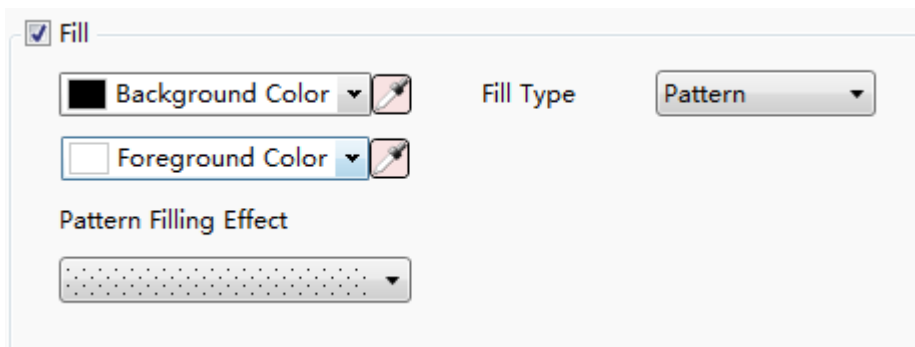 Fill
Background Color Fill Type Pattern
Foreground Color
Pattern Filling Effect